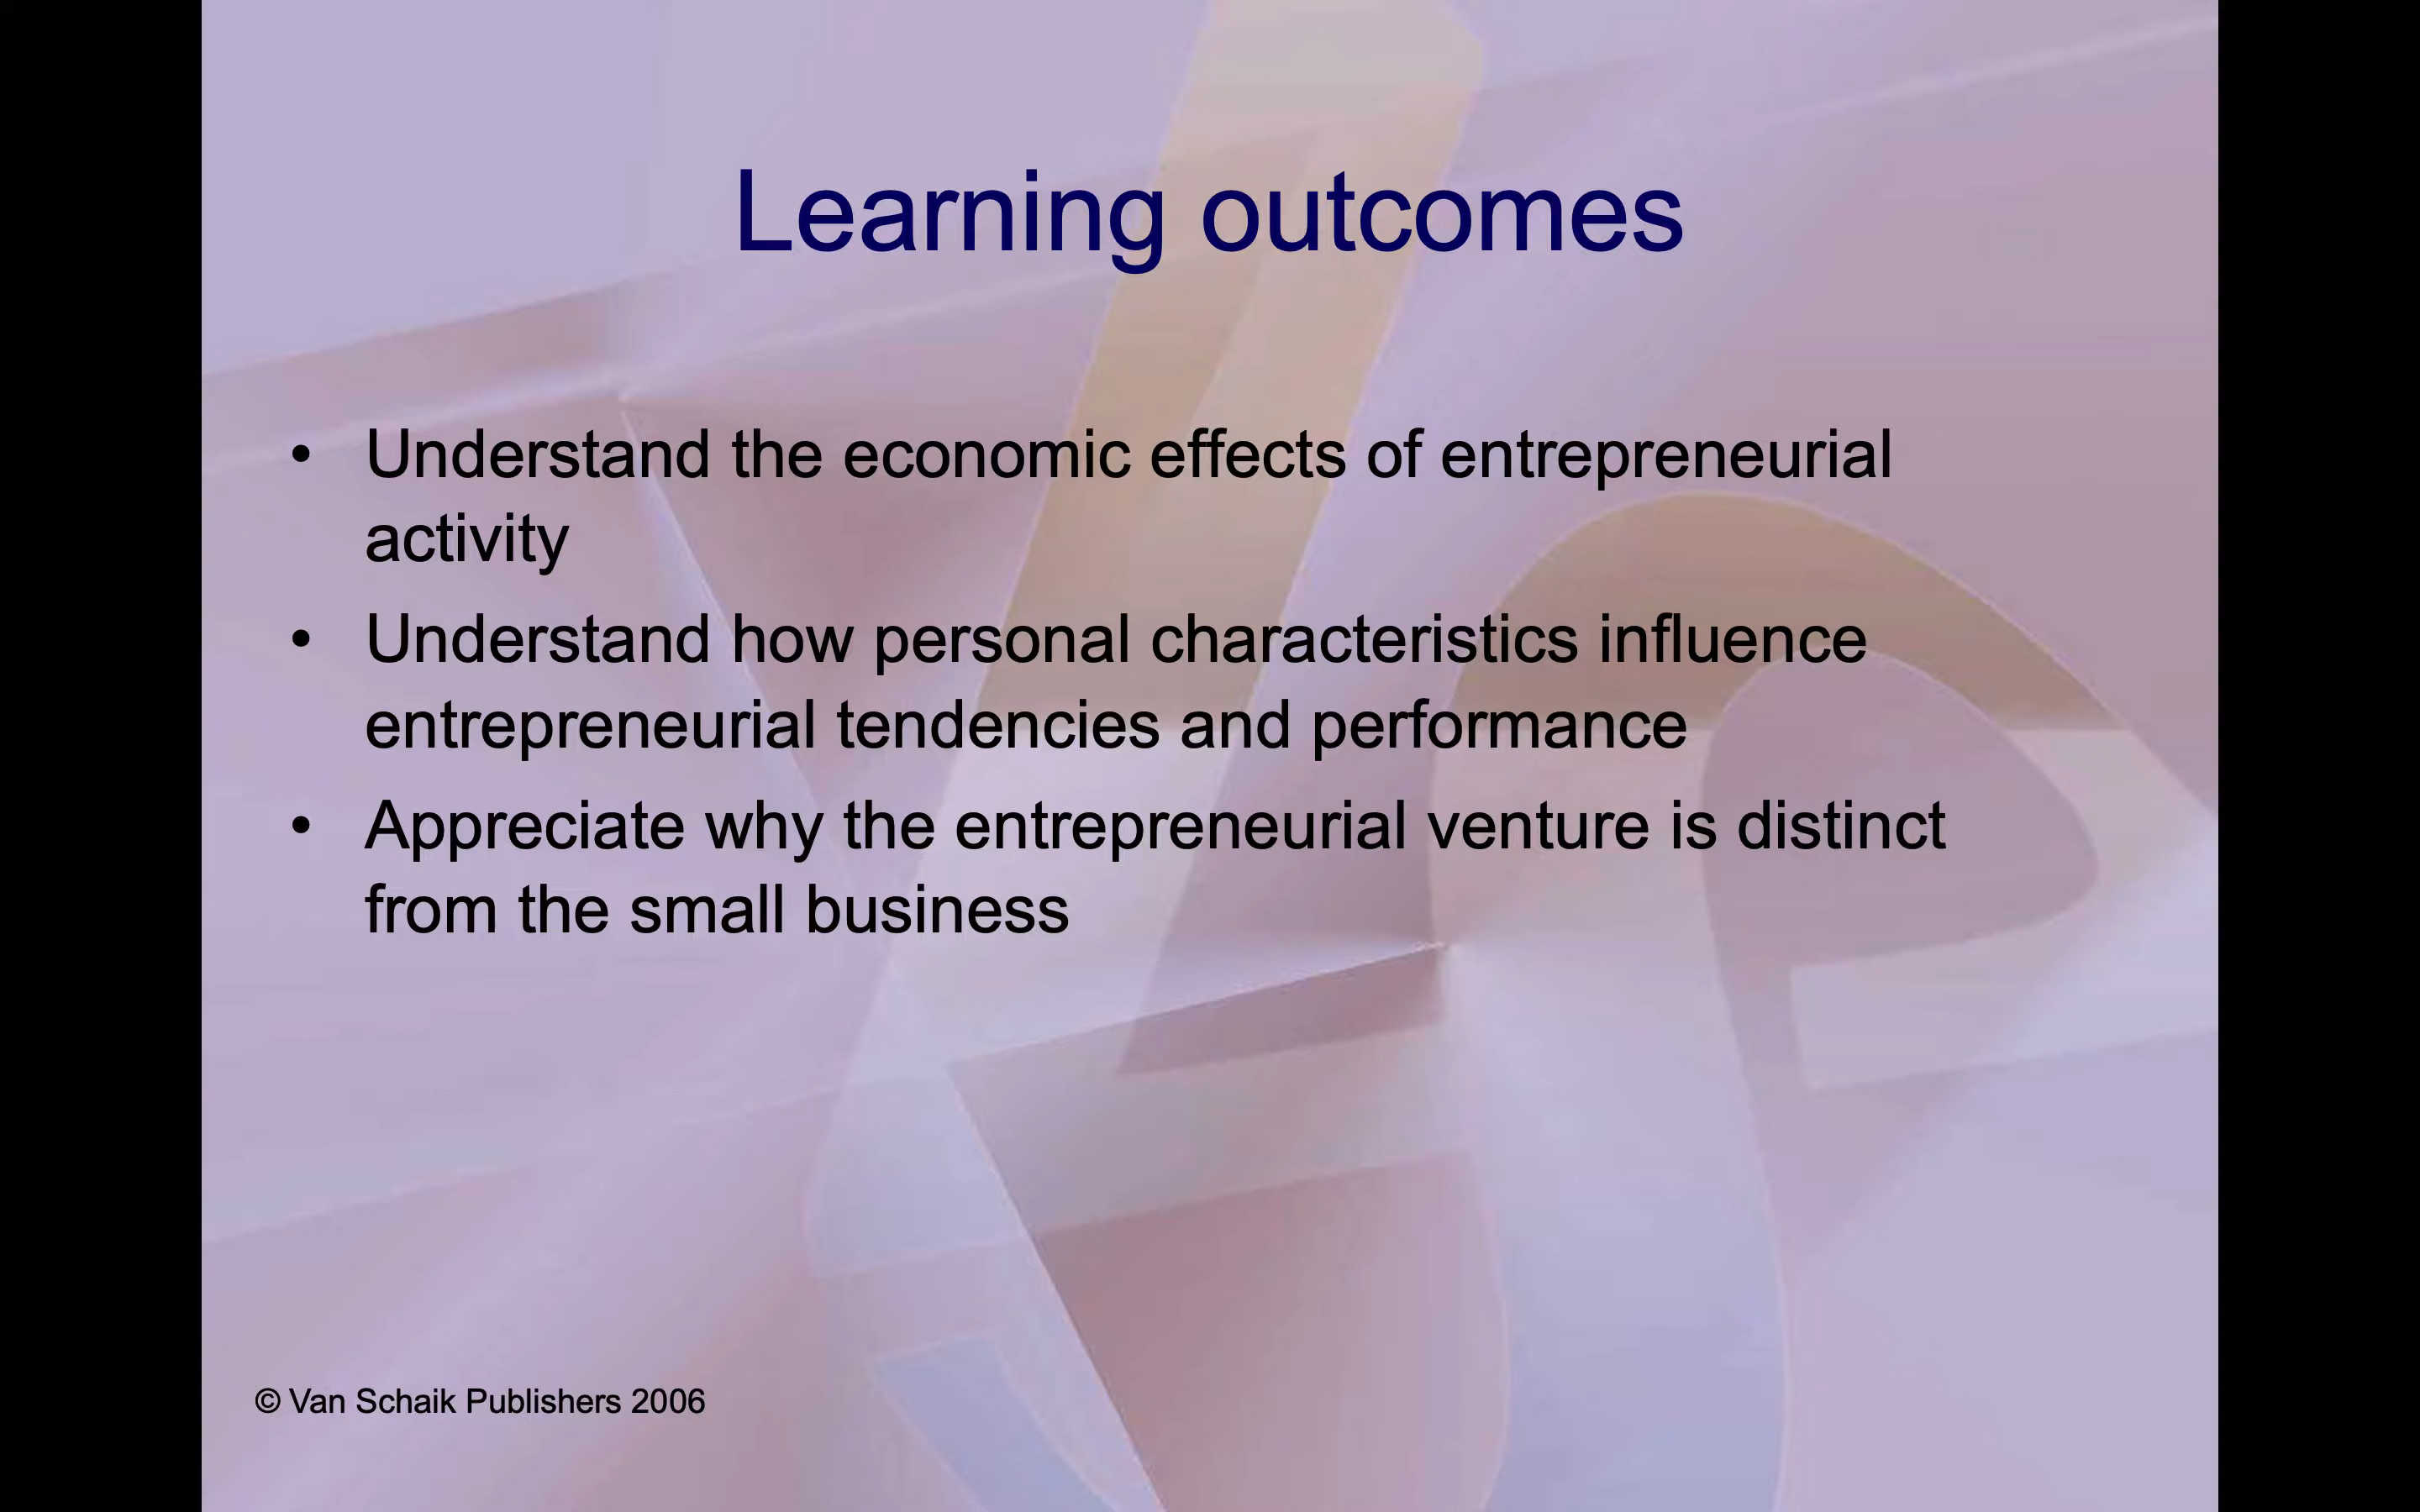 Learning outcomes
• Understand the economic effects of entrepreneurial
activity
• Understand how personal characteristics influence
entrepreneurial tendencies and performance
• Appreciate why the entrepreneurial venture is distinct
from the small business
© Van Schaik Publishers 2006